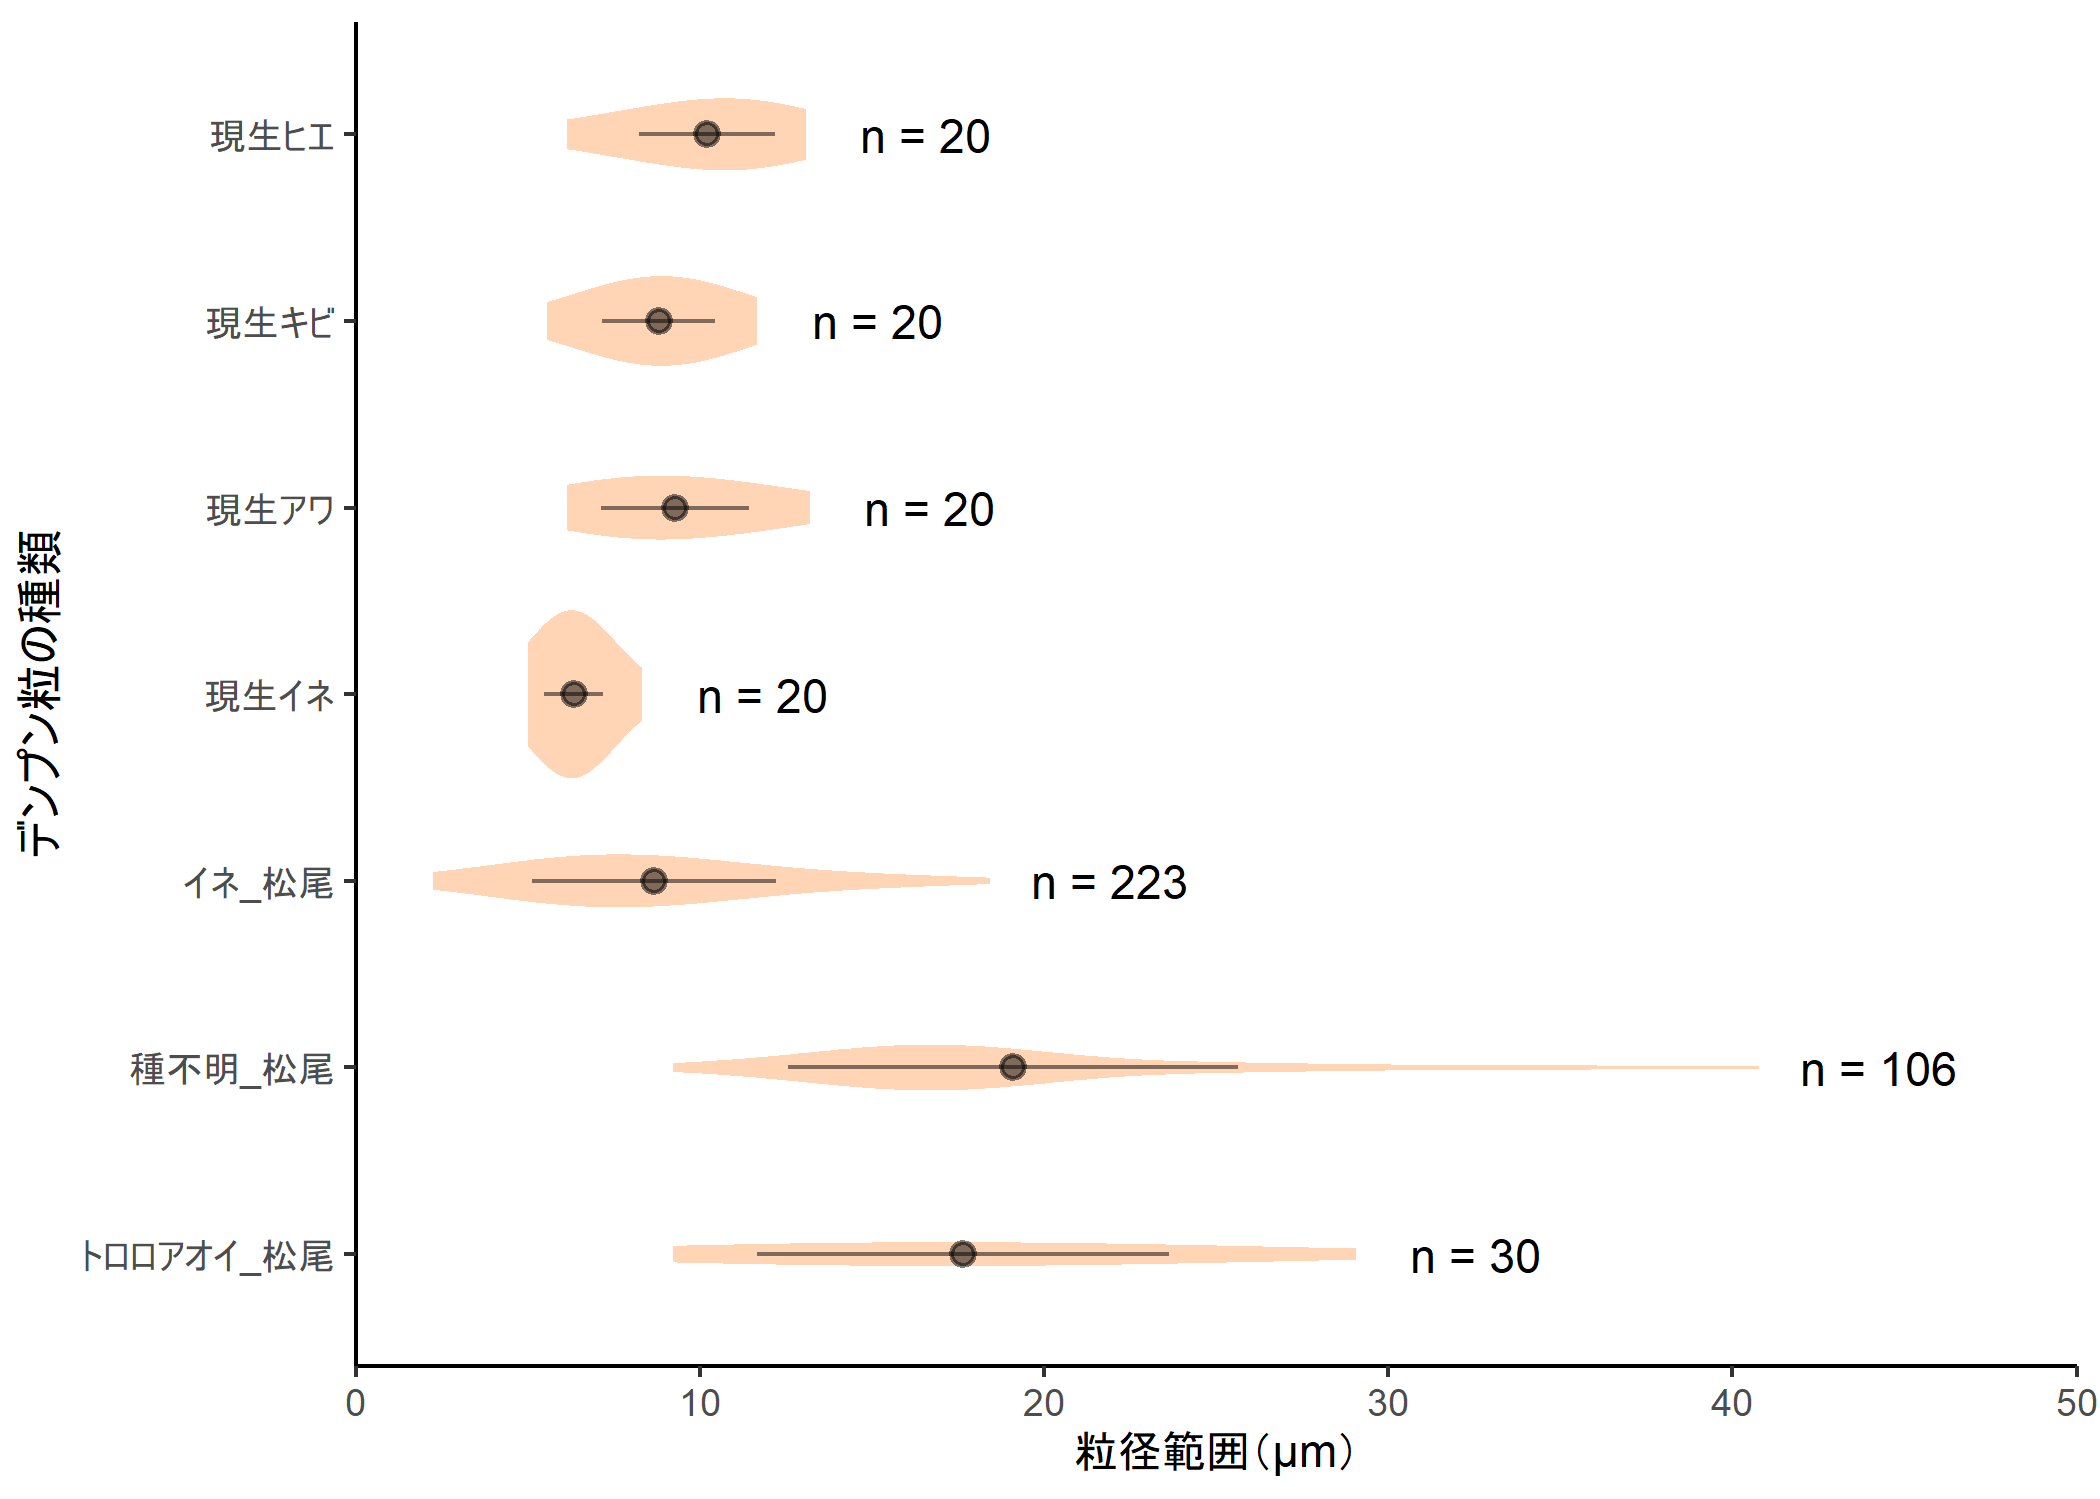 現生ヒエ
n = 20
現生キビ
n = 20
現生アワ
n = 20
現生イネ
n = 20
イネ_松尾
n = 223
種不明_松尾
n = 106
トロロアオイ_松尾
n = 30
デンプン粒の種類
0 10 20 30 40 50
粒径範囲(μm)